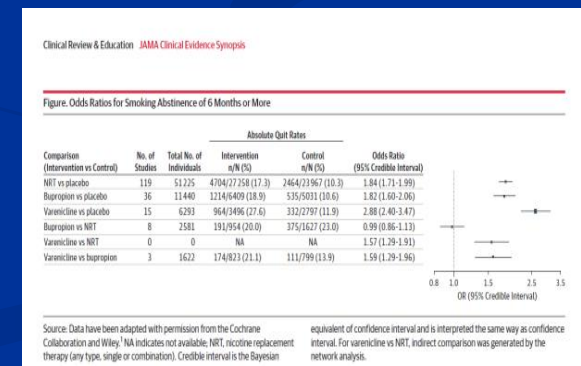 Clinical Review & Education JAMA Clinical Evidence Synopsis
Figure. Odds Ratios for Smoking Abstinence of 6 Months or More
Absolute Quit Rates
Comparison (Intervention vs Control) No. of Studies Total No. of Individuals Intervention n/N (%) Control n/N (%) Odds Ratio (95% Credible Interval)
NRT vs placebo 119 51225 4704/27258 (17.3) 2464/23967 (10.3) 1.84 (1.71-1.99)
Bupropion vs placebo 36 11440 1214/6409 (18.9) 535/5031 (10.6) 1.82 (1.60-2.06)
Varenicline vs placebo 15 6293 964/3496 (27.6) 332/2797 (11.9) 2.88 (2.40-3.47)
Bupropion vs NRT 8 2581 191/954 (20.0) 375/1627 (23.0) 0.99 (0.86-1.13)
Varenicline vs NRT 0 0 NA NA 1.57 (1.29-1.91)
Varenicline vs bupropion 3 1622 174/823 (21.1) 111/799 (13.9) 1.59 (1.29-1.96)
0.8 1.0 1.5 2.5 3.5
OR (95% Credible Interval)
Source: Data have been adapted with permission from the Cochrane
Collaboration and Wiley.1 NA indicates not available; NRT, nicotine replacement
therapy (any type, single or combination). Credible interval is the Bayesian
equivalent of confidence interval and is interpreted the same way as confidence
interval. For varenicline vs NRT, indirect comparison was generated by the
network analysis.